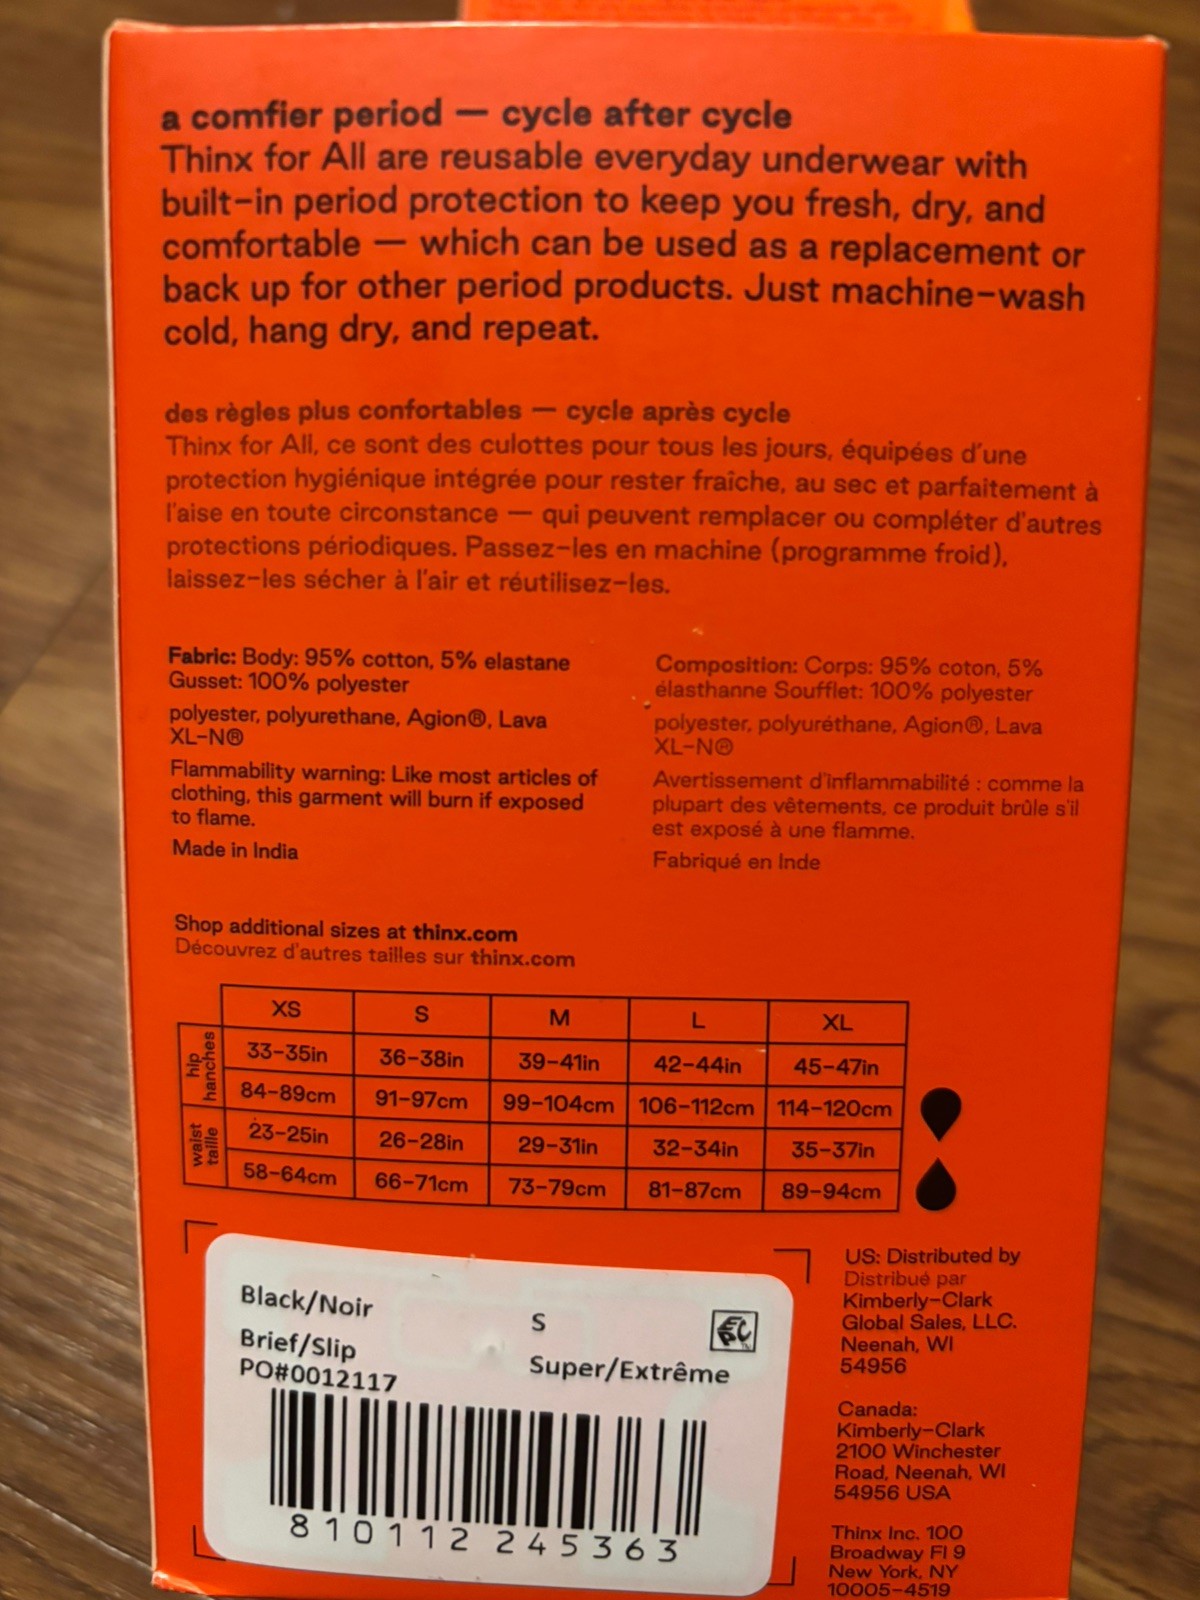 a comfier period — cycle after cycle
Thinx for All are reusable everyday underwear with
built-in period protection to keep you fresh, dry, and
comfortable — which can be used as a replacement or
back up for other period products. Just machine-wash
cold, hang dry, and repeat.
des règles plus confortables — cycle après cycle
Thinx for All, ce sont des culottes pour tous les jours, équipées d'une
protection hygiénique intégrée pour rester fraîche, au sec et parfaitement à
l'aise en toute circonstance — qui peuvent remplacer ou compléter d'autres
protections périodiques. Passez-les en machine (programme froid),
laissez-les sécher à l'air et réutilisez-les.
Fabric: Body: 95% cotton, 5% elastane
Gusset: 100% polyester
polyester, polyurethane, Agion®, Lava
XL-N®
Flammability warning: Like most articles of
clothing, this garment will burn if exposed
to flame.
Made in India
Composition: Corps: 95% coton, 5%
élasthanne Soufflet: 100% polyester
polyester, polyuréthane, Agion®, Lava
XL-N®
Avertissement d'inflammabilité : comme la
plupart des vêtements, ce produit brûle s'il
est exposé à une flamme.
Fabriqué en Inde
Shop additional sizes at thinx.com
Découvrez d'autres tailles sur thinx.com
XS S M L XL
hip
hanches
33-35in 36-38in 39-41in 42-44in 45-47in
84-89cm 91-97cm 99-104cm 106-112cm 114-120cm
waist
taille
23-25in 26-28in 29-31in 32-34in 35-37in
58-64cm 66-71cm 73-79cm 81-87cm 89-94cm
Black/Noir
S
Brief/Slip
Super/Extrême
PO#0012117
8 10112 245363
US: Distributed by
Distribué par
Kimberly-Clark
Global Sales, LLC.
Neenah, WI
54956
Canada:
Kimberly-Clark
2100 Winchester
Road, Neenah, WI
54956 USA
Thinx Inc. 100
Broadway Fl 9
New York, NY
10005-4519